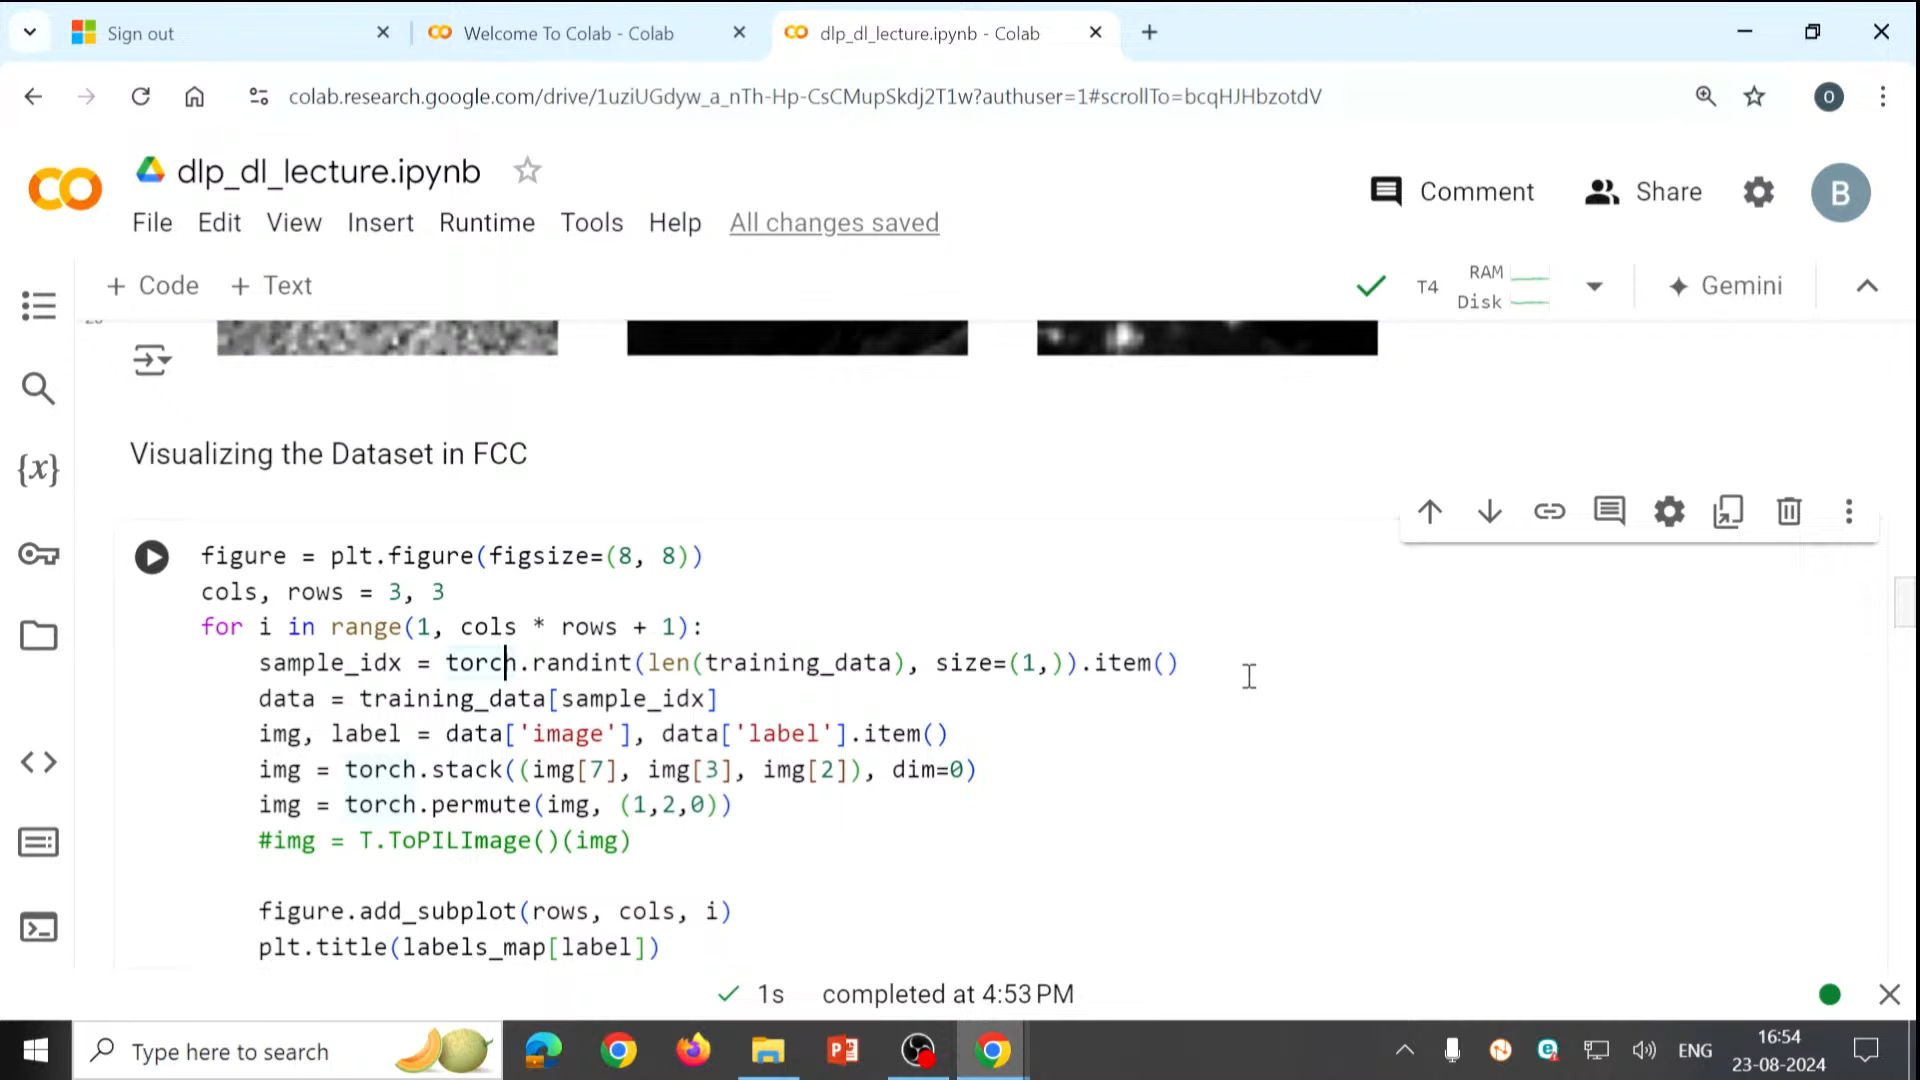 Sign out
Welcome To Colab - Colab
dlp_dl_lecture.ipynb - Colab
colab.research.google.com/drive/1uziUGdyw_a_nTh-Hp-CsCMupSkdj2T1w?authuser=1#scrollTo=bcqHJHbzotdV
O
dlp_dl_lecture.ipynb
Comment
Share
B
File Edit View Insert Runtime Tools Help All changes saved
+ Code + Text
T4
RAM
Disk
Gemini
Visualizing the Dataset in FCC
figure = plt.figure(figsize=(8, 8))
cols, rows = 3, 3
for i in range(1, cols * rows + 1):
sample_idx = torch.randint(len(training_data), size=(1,)).item()
data = training_data[sample_idx]
img, label = data['image'], data['label'].item()
img = torch.stack((img[7], img[3], img[2]), dim=0)
img = torch.permute(img, (1,2,0))
#img = T.ToPILImage()(img)
figure.add_subplot(rows, cols, i)
plt.title(labels_map[label])
1s completed at 4:53 PM
Type here to search
ENG
16:54
23-08-2024